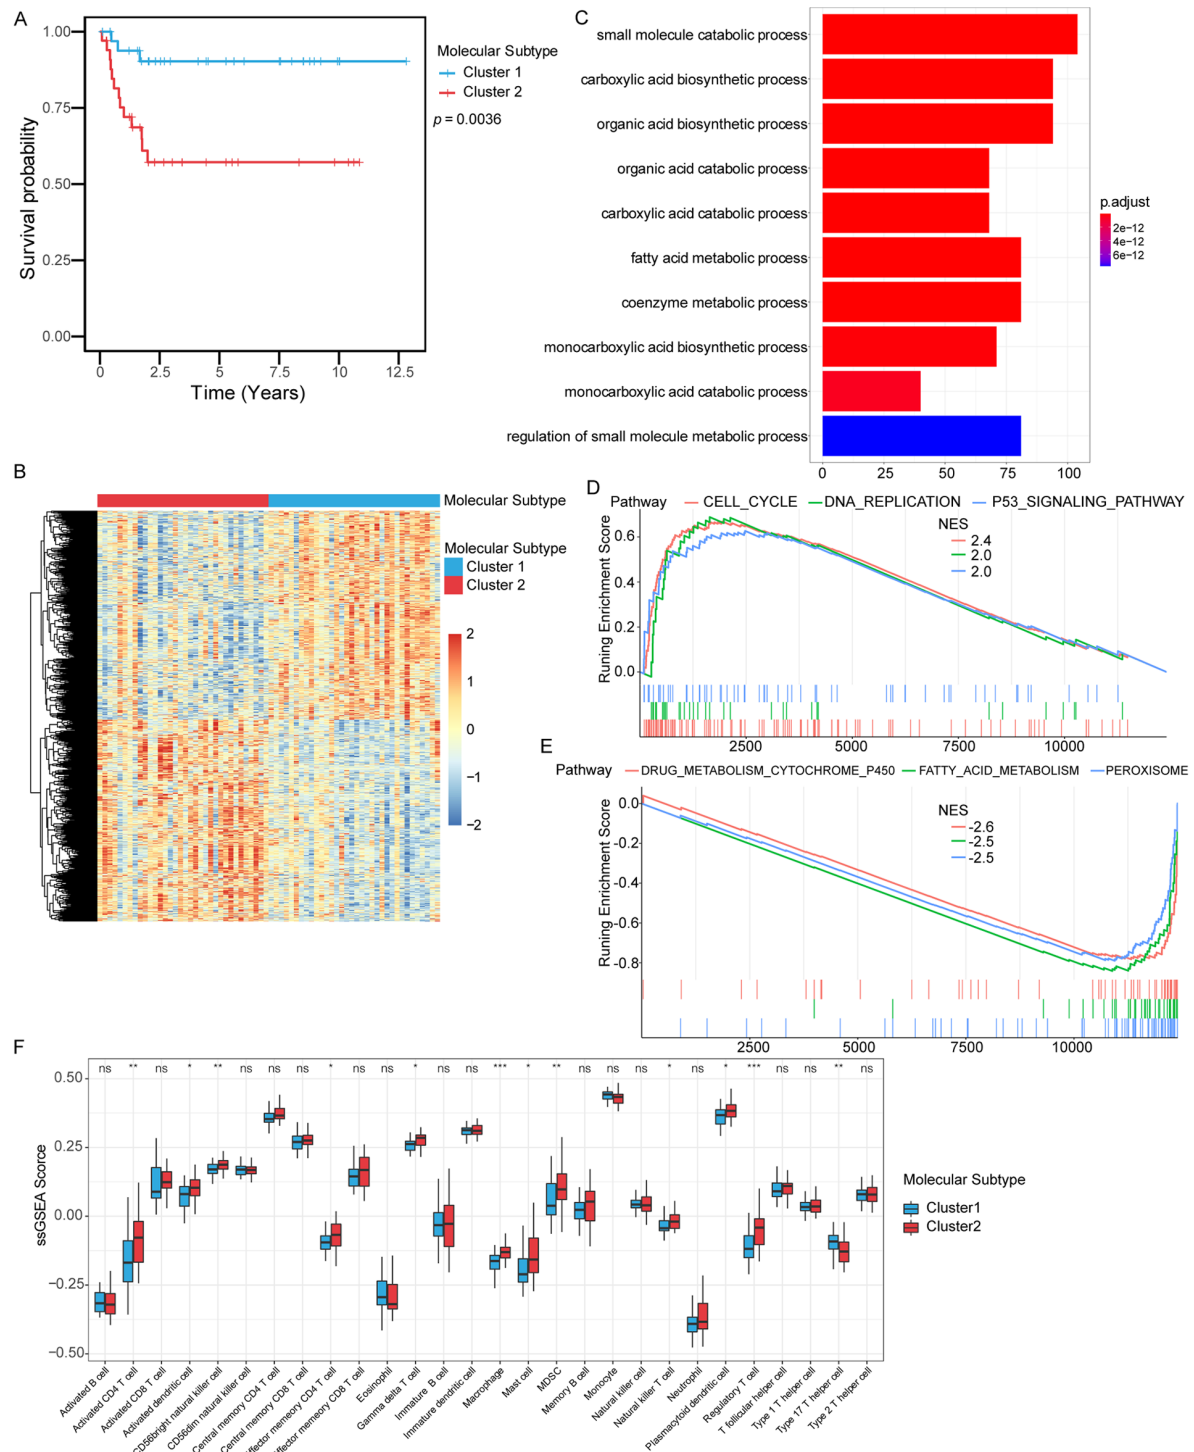 A
1.00
0.75
0.50
0.25
0.00
Survival probability
0
2.5
5
7.5
10
12.5
Time (Years)
Molecular Subtype
Cluster 1
Cluster 2
p = 0.0036
C
small molecule catabolic process
carboxylic acid biosynthetic process
organic acid biosynthetic process
organic acid catabolic process
carboxylic acid catabolic process
fatty acid metabolic process
coenzyme metabolic process
monocarboxylic acid biosynthetic process
monocarboxylic acid catabolic process
regulation of small molecule metabolic process
0
25
50
75
100
p.adjust
2e−12
4e−12
6e−12
B
Molecular Subtype
Molecular Subtype
Cluster 1
Cluster 2
2
1
0
−1
−2
D
Pathway
CELL_CYCLE
DNA_REPLICATION
P53_SIGNALING_PATHWAY
NES
2.4
2.0
2.0
Runing Enrichment Score
0.6
0.4
0.2
0.0
2500
5000
7500
10000
E
Pathway
DRUG_METABOLISM_CYTOCHROME_P450
FATTY_ACID_METABOLISM
PEROXISOME
NES
-2.6
-2.5
-2.5
Runing Enrichment Score
0.0
-0.2
-0.4
-0.6
-0.8
2500
5000
7500
10000
F
ssGSEA Scorce
0.50
0.25
0.00
−0.25
−0.50
ns ** ns * ** ns ns ns * ns ns * ns ns *** * ** ns ns ns * ns * *** ns ns ** ns
Activated B cell
Activated CD4 T cell
Activated CD8 T cell
Activated dendritic cell
CD56bright natural killer cell
CD56dim natural killer cell
Central memory CD4 T cell
Central memory CD8 T cell
ffector memory CD4 T cell
ffector memory CD8 T cell
Eosinophil
Gamma delta T cell
Immature B cell
Immature dendritic cell
Macrophage
Mast cell
MDSC
Memory B cell
Monocyte
Natural killer cell
Natural killer T cell
Neutrophil
Plasmacytoid dendritic cell
Regulatory T cell
T follicular helper cell
Type 1 T helper cell
Type 17 T helper cell
Type 2 T helper cell
Molecular Subtype
Cluster1
Cluster2